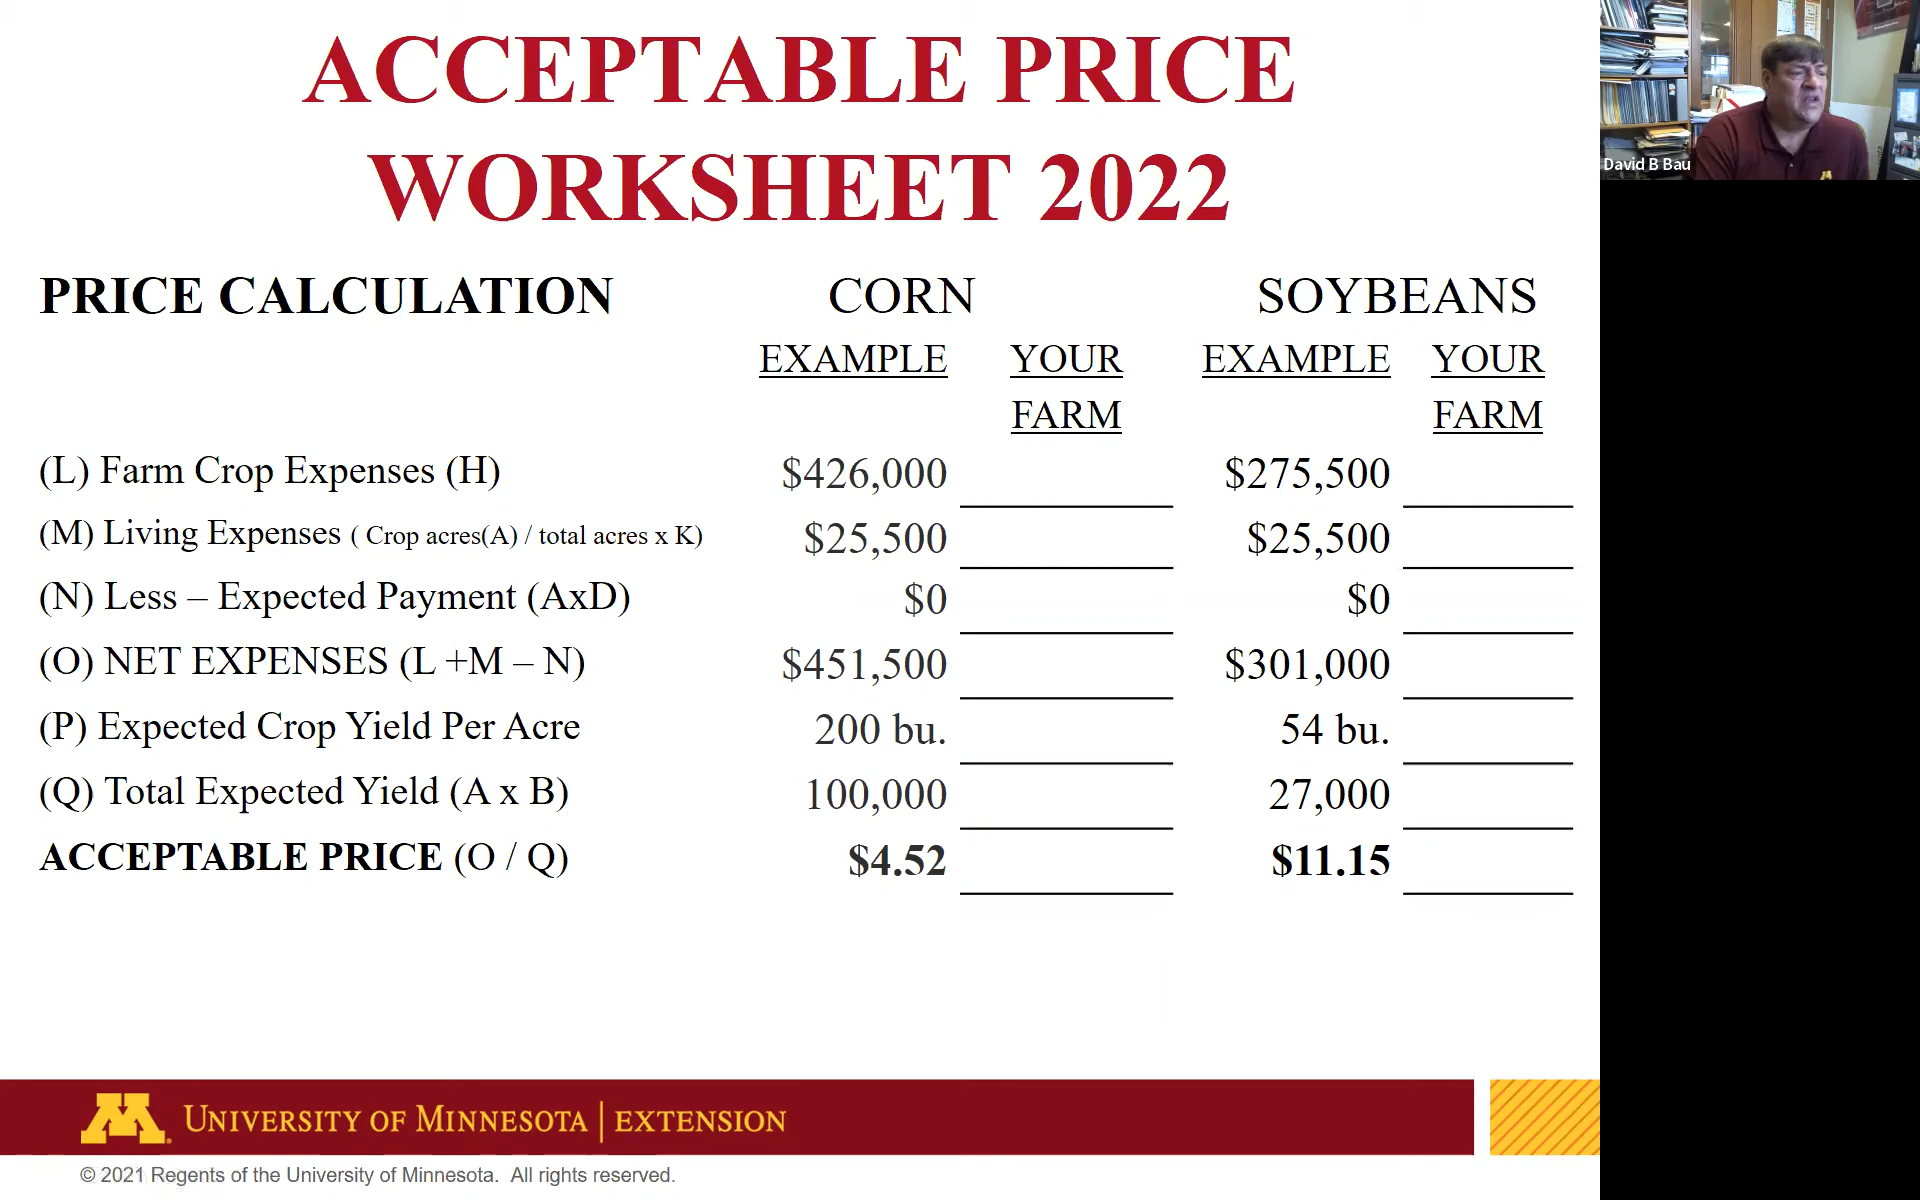 ACCEPTABLE PRICE
WORKSHEET 2022
David B Bau
PRICE CALCULATION CORN SOYBEANS
EXAMPLE YOUR EXAMPLE YOUR
FARM FARM
(L) Farm Crop Expenses (H) $426,000 $275,500
(M) Living Expenses ( Crop acres(A) / total acres x K) $25,500 $25,500
(N) Less – Expected Payment (AxD) $0 $0
(O) NET EXPENSES (L +M – N) $451,500 $301,000
(P) Expected Crop Yield Per Acre 200 bu. 54 bu.
(Q) Total Expected Yield (A x B) 100,000 27,000
ACCEPTABLE PRICE (O / Q) $4.52 $11.15
M UNIVERSITY OF MINNESOTA | EXTENSION
© 2021 Regents of the University of Minnesota. All rights reserved.